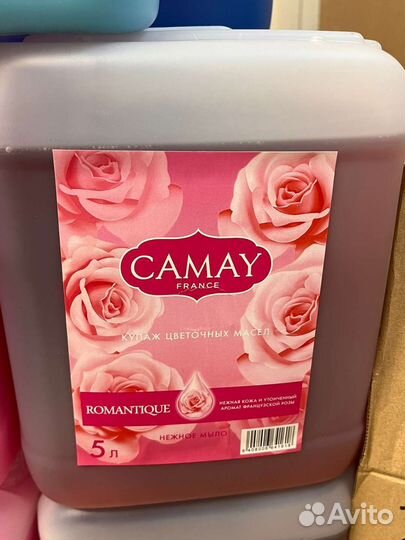 CAMAY
FRANCE
КУПАЖ ЦВЕТОЧНЫХ МАСЕЛ
ROMANTIQUE
НЕЖНАЯ КОЖА И УТОНЧЕННЫЙ
АРОМАТ ФРАНЦУЗСКОЙ РОЗЫ
5 л
НЕЖНОЕ МЫЛО
Avito